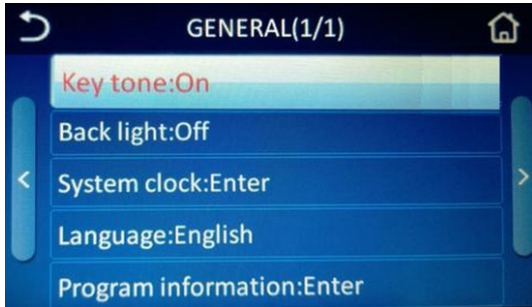 GENERAL(1/1)
Key tone:On
Back light:Off
System clock:Enter
Language:English
Program information:Enter